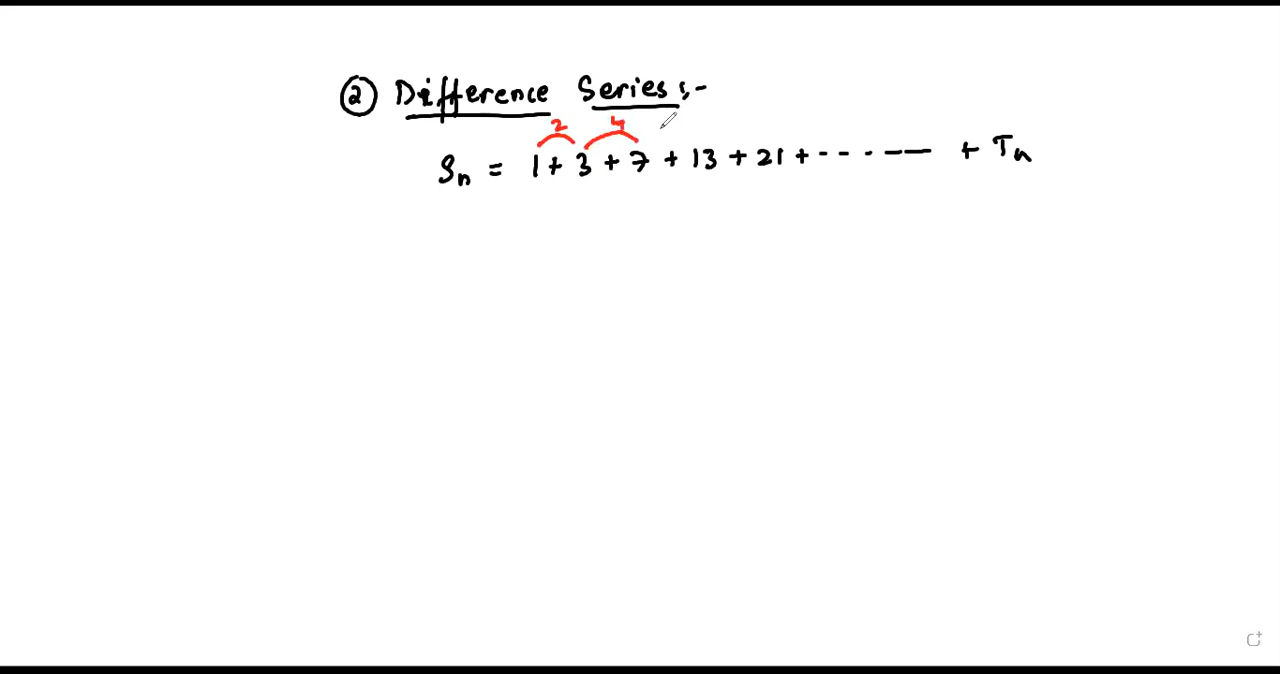 ② Difference Series :-
2 4
Sn = 1 + 3 + 7 + 13 + 21 + - - - - — — + Tn